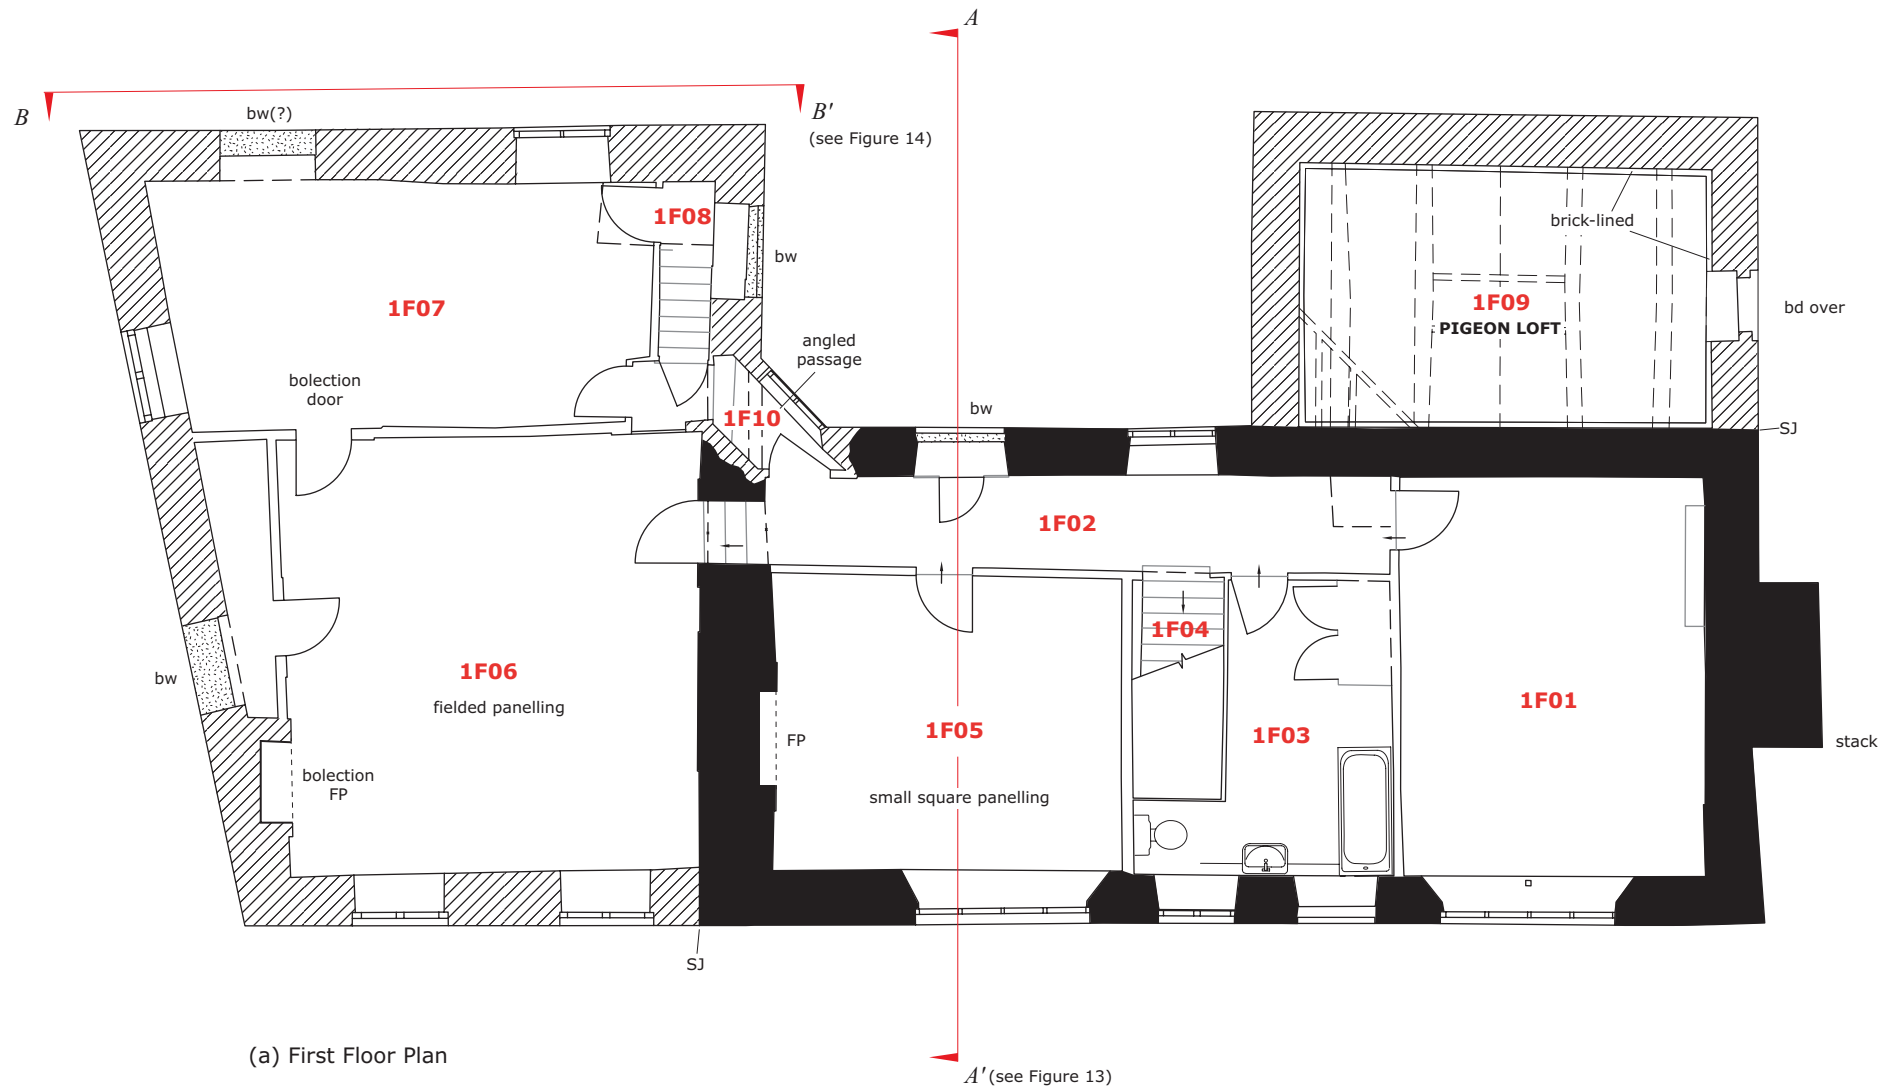 A
B
bw(?)
B'
(see Figure 14)
1F08
brick-lined
bw
1F07
1F09
PIGEON LOFT
bd over
angled
passage
bolection
door
1F10
bw
SJ
1F02
1F04
bw
1F06
fielded panelling
1F05
1F03
1F01
FP
stack
bolection
FP
small square panelling
SJ
(a) First Floor Plan
A' (see Figure 13)